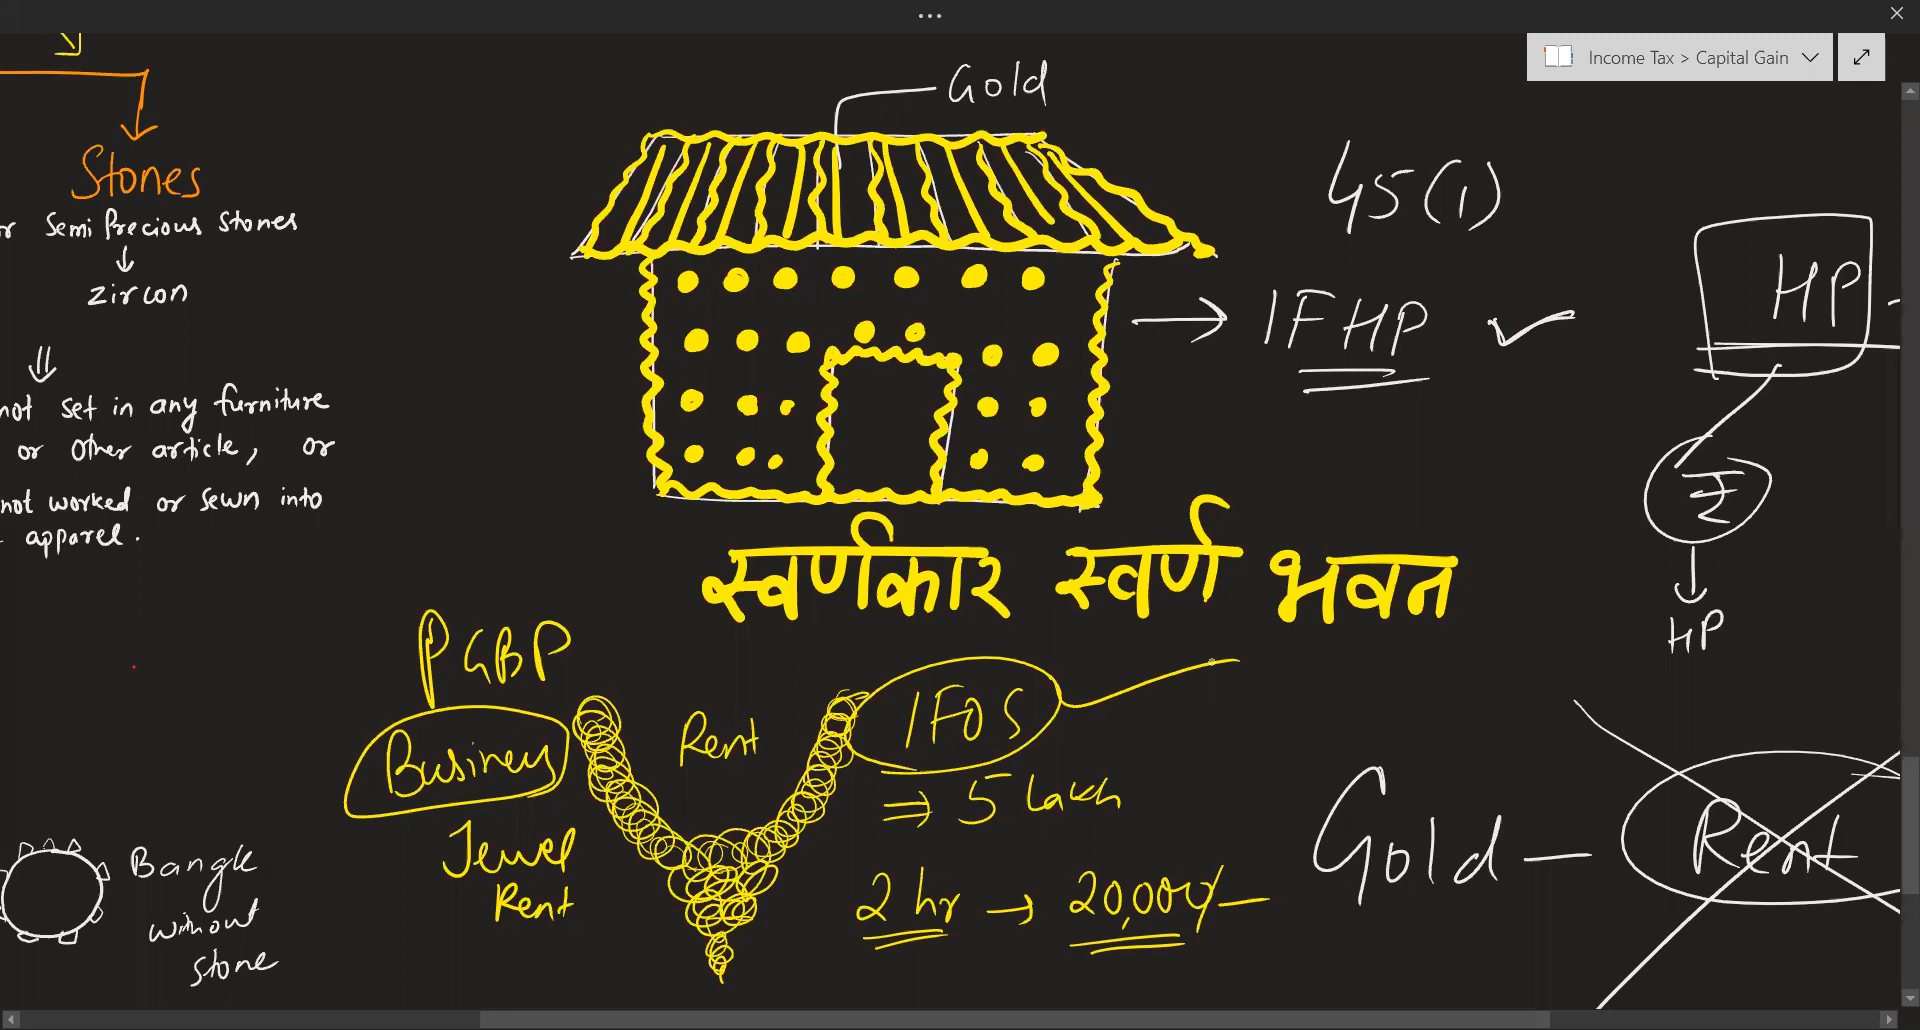 Income Tax > Capital Gain
Gold
Stones
or Semi Precious Stones
zircon
not set in any furniture
or other article, or
not worked or sewn into
apparel.
45(1)
IFHP
HP
₹
HP
स्वर्णकार स्वर्ण भवन
PGBP
Business
Rent
IFOS
5 Lakh
Jewel
Rent
2 hr → 20,000/-
Gold - Rent
Bangle
without
stone